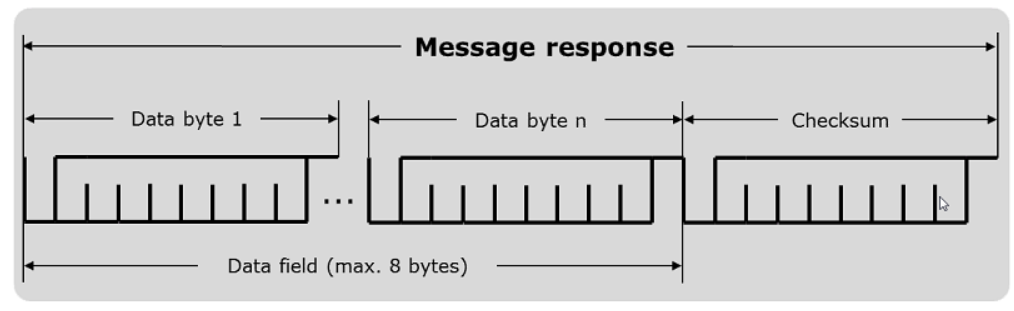 Message response
Data byte 1
...
Data byte n
Checksum
Data field (max. 8 bytes)